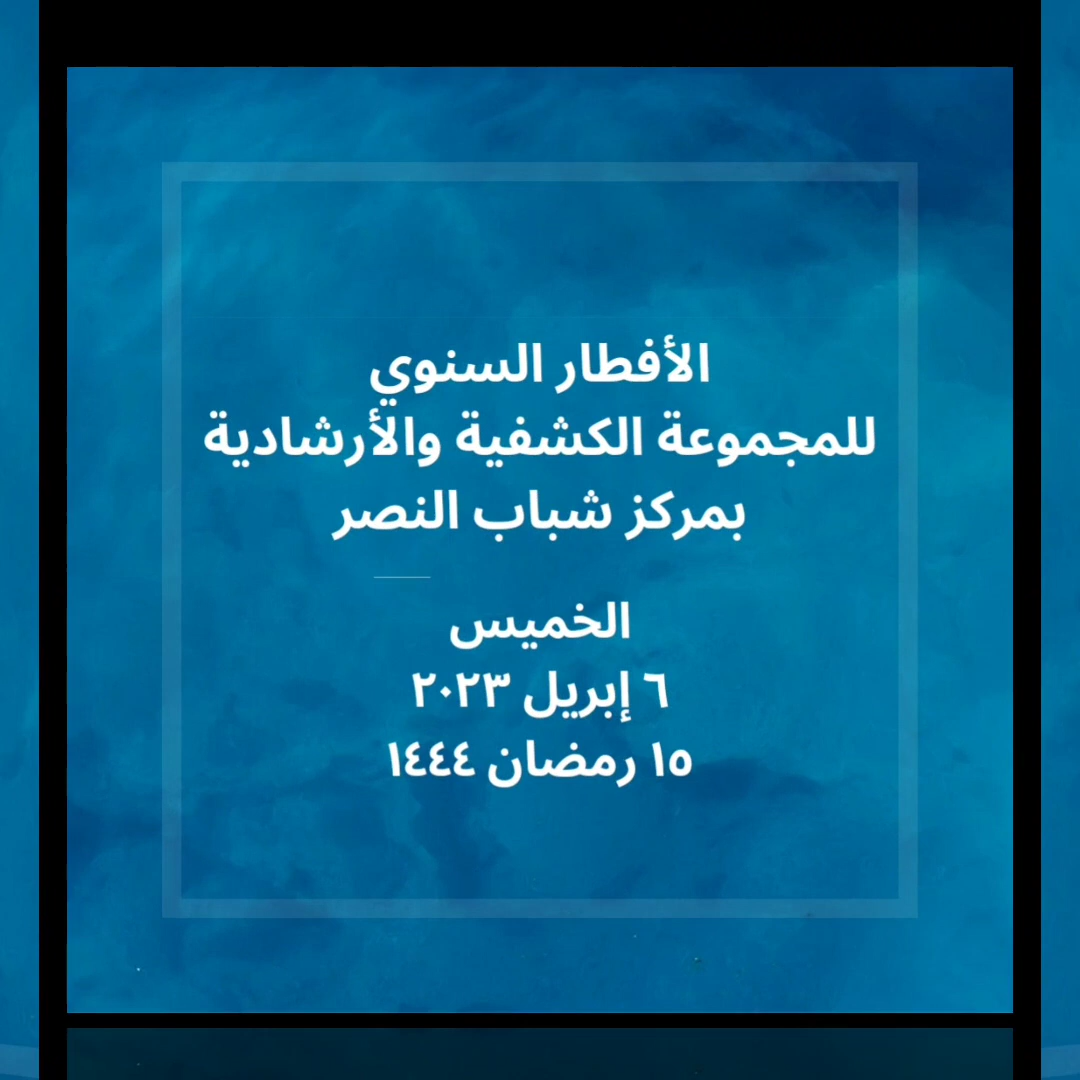 الأفطار السنوي
للمجموعة الكشفية والأرشادية
بمركز شباب النصر
الخميس
٦ إبريل ٢٠٢٣
١٥ رمضان ١٤٤٤